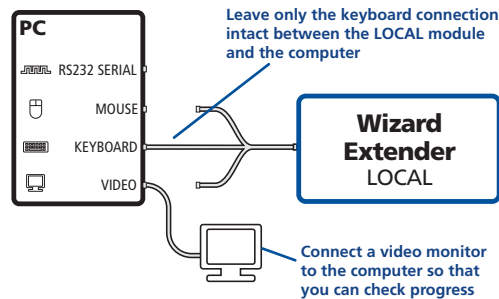 Leave only the keyboard connection
intact between the LOCAL module
and the computer
PC
RS232 SERIAL
MOUSE
KEYBOARD
VIDEO
Wizard
Extender
LOCAL
Connect a video monitor
to the computer so that
you can check progress